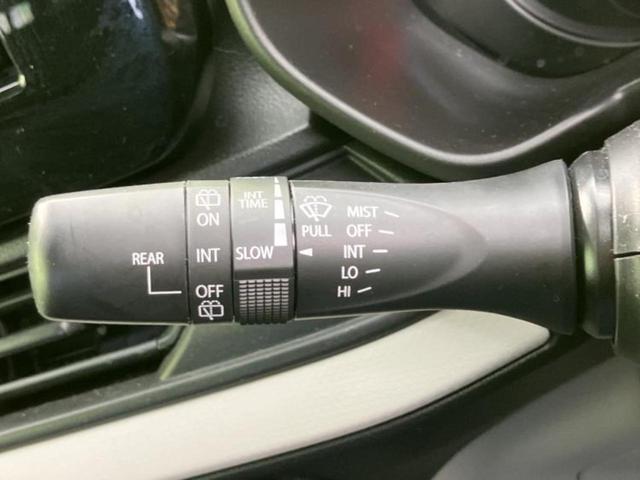 REAR
ON
INT
OFF
INT
TIME
SLOW
PULL
MIST
OFF
INT
LO
HI